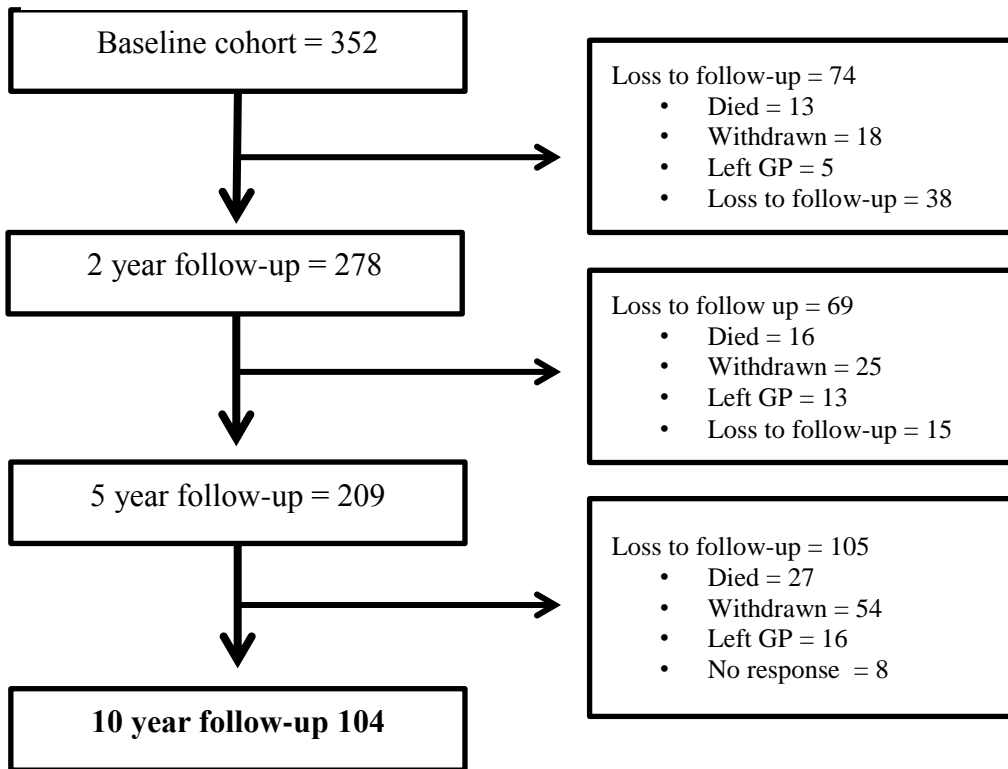 Baseline cohort = 352
Loss to follow-up = 74
• Died = 13
• Withdrawn = 18
• Left GP = 5
• Loss to follow-up = 38
2 year follow-up = 278
Loss to follow up = 69
• Died = 16
• Withdrawn = 25
• Left GP = 13
• Loss to follow-up = 15
5 year follow-up = 209
Loss to follow-up = 105
• Died = 27
• Withdrawn = 54
• Left GP = 16
• No response = 8
10 year follow-up 104